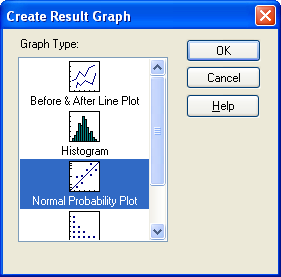 Create Result Graph
Graph Type:
OK
Before & After Line Plot
Cancel
Histogram
Help
Normal Probability Plot